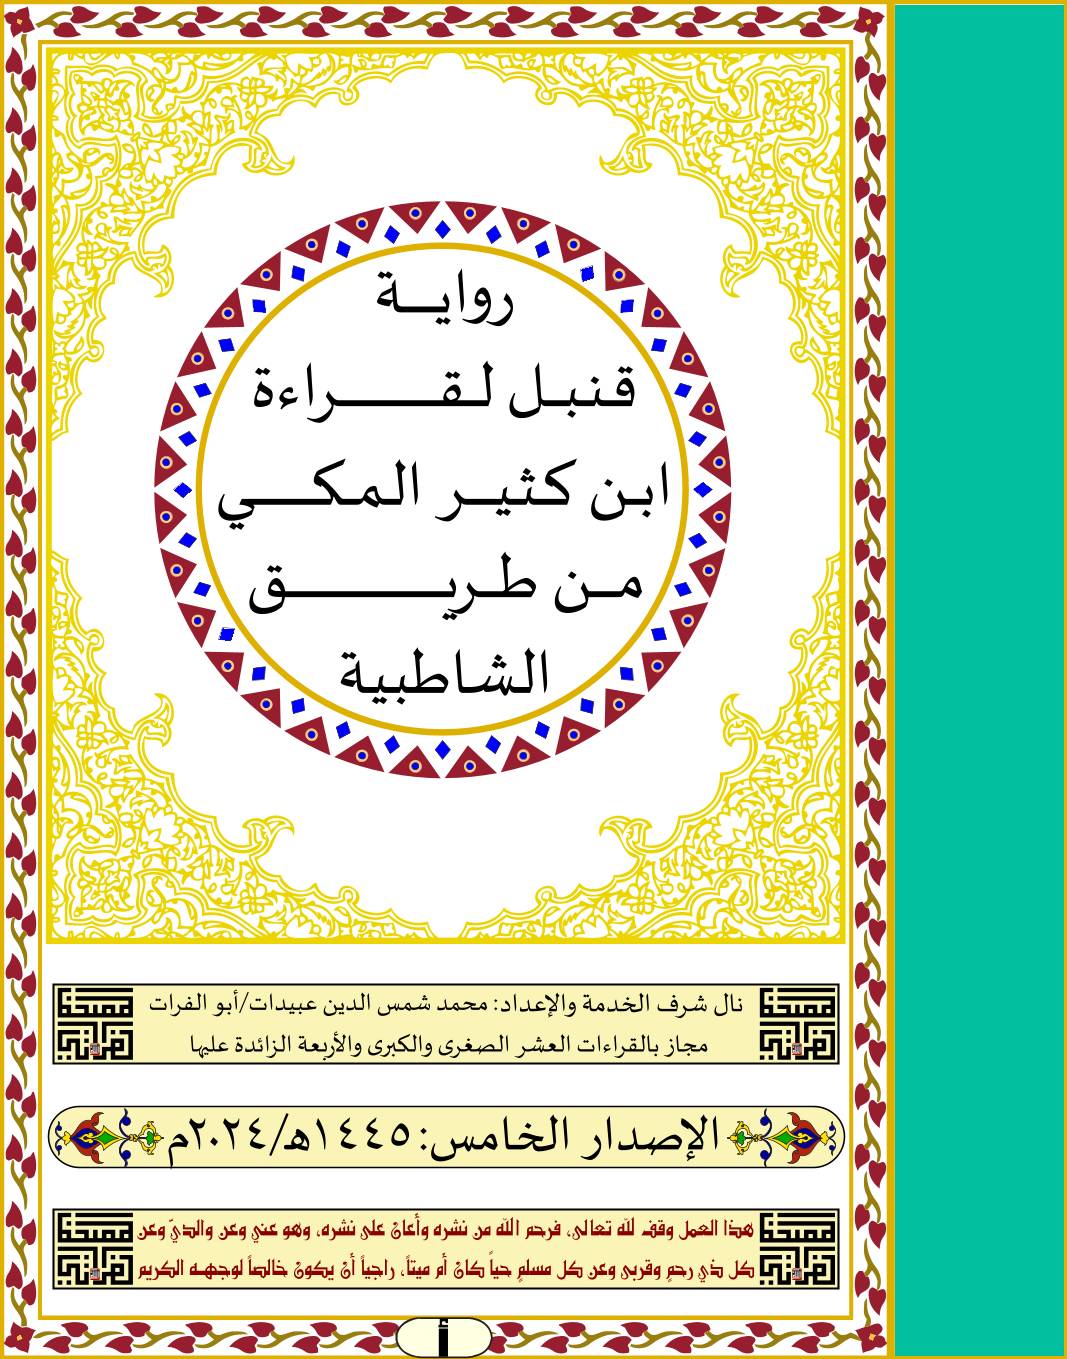 روايـــة
قنبل لقـــــراءة
ابن كثير المكـــي
من طريـــــــق
الشاطبية
نال شرف الخدمة والإعداد: محمد شمس الدين عبيدات/أبو الفرات
مجاز بالقراءات العشر الصغرى والكبرى والأربعة الزائدة عليها
الإصدار الخامس: ١٤٤٥هـ/٢٠٢٤م
هذا العمل وقف لله تعالى، فرحم الله من نشره وأعان على نشره، وهو عني وعن والديّ وعن
كل ذي رحمٍ وقربى وعن كل مسلمٍ حياً كان أم ميتاً، راجياً أن يكون خالصاً لوجهه الكريم
أ